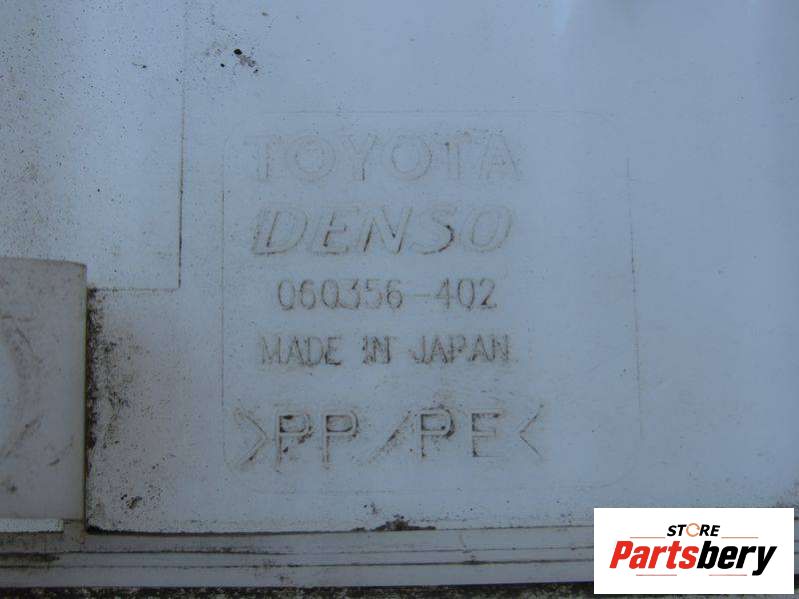 TOYOTA
DENSO
060356-402
MADE IN JAPAN
>PP/PE<
STORE
Partsbery